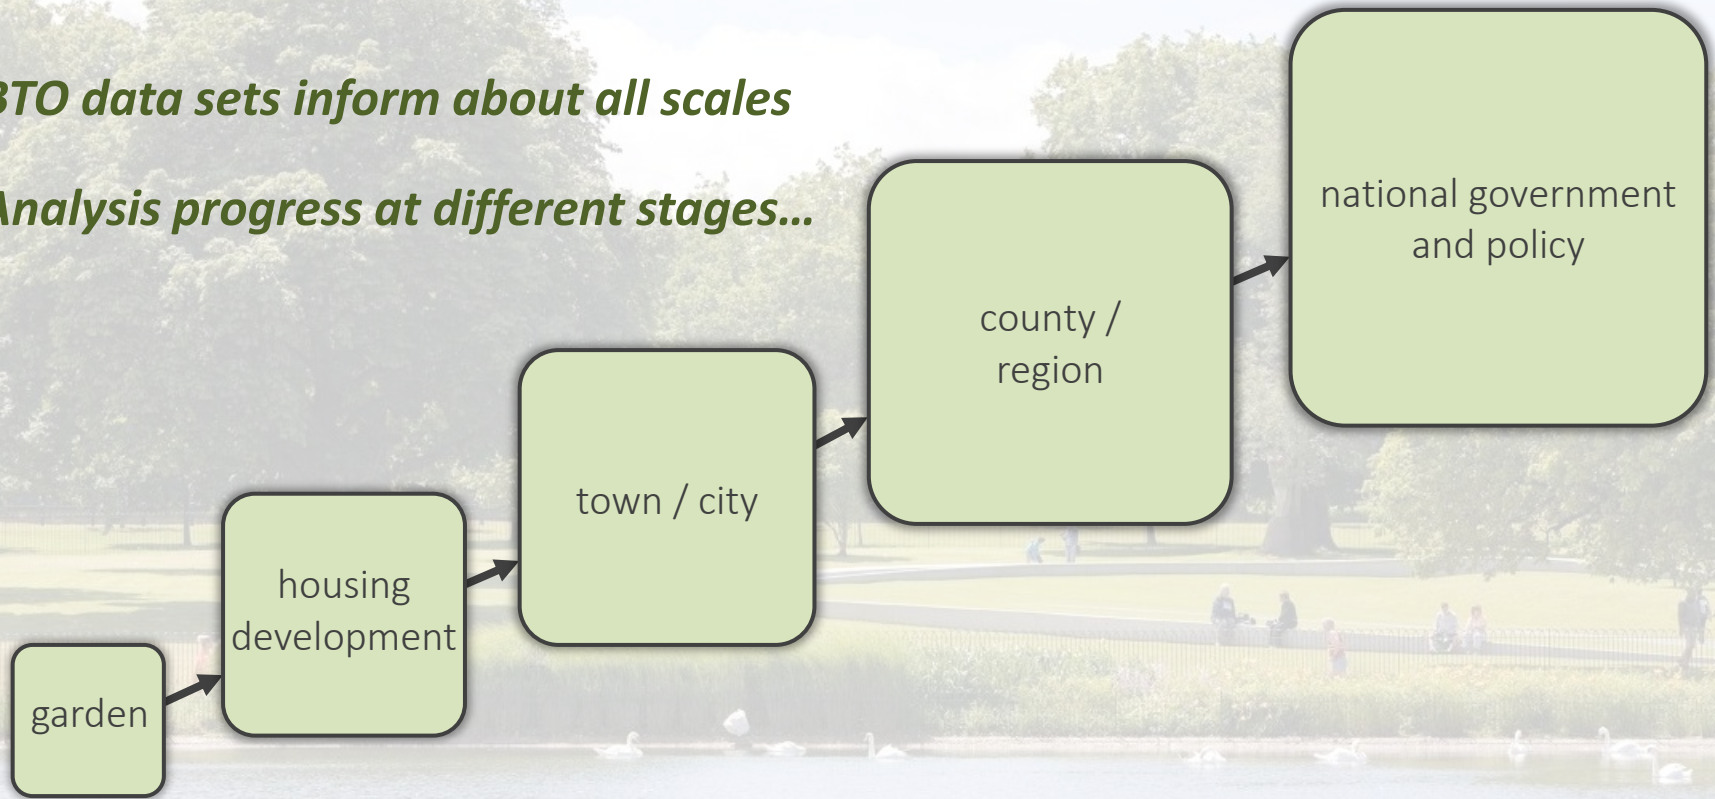 BTO data sets inform about all scales
Analysis progress at different stages...
national government
and policy
county /
region
town / city
housing
development
garden